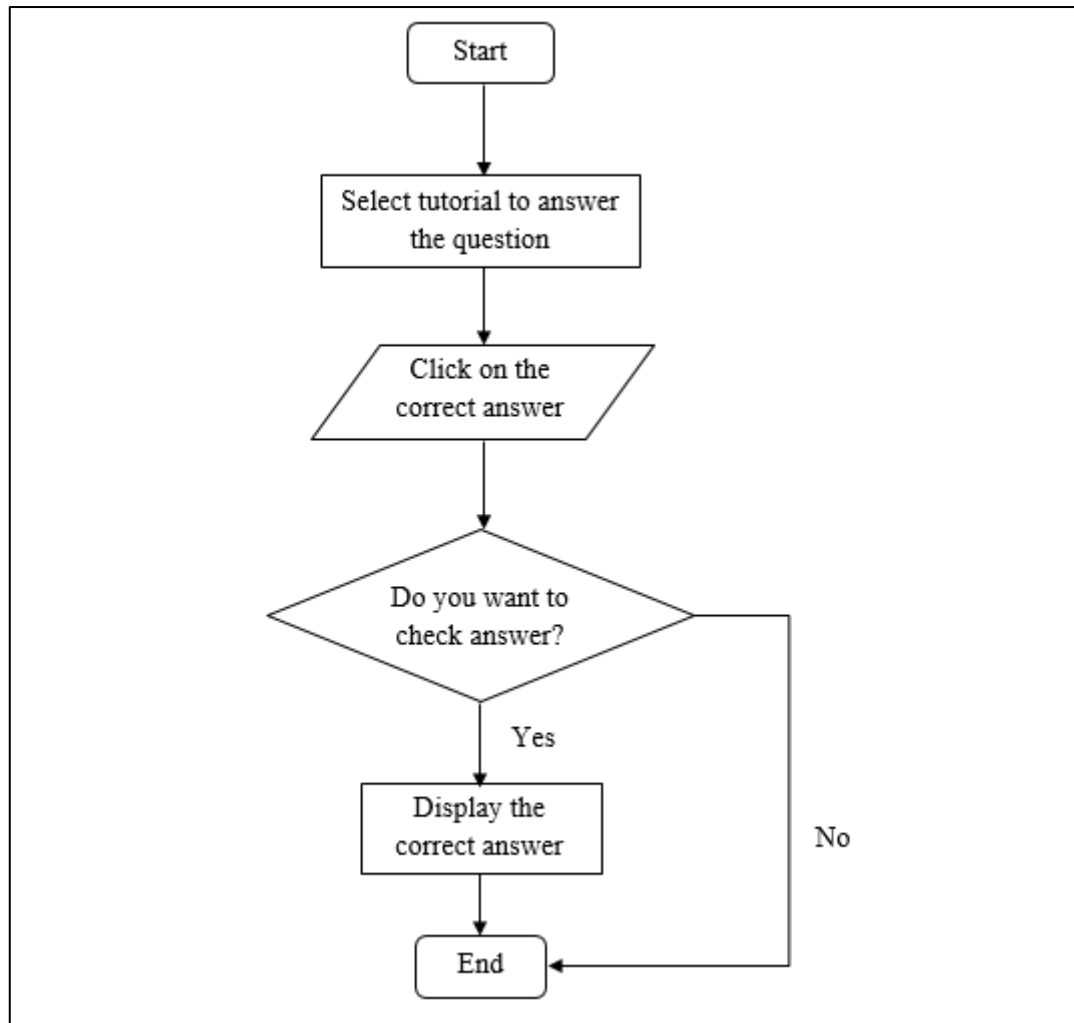 Start
Select tutorial to answer
the question
Click on the
correct answer
Do you want to
check answer?
Yes
Display the
correct answer
No
End